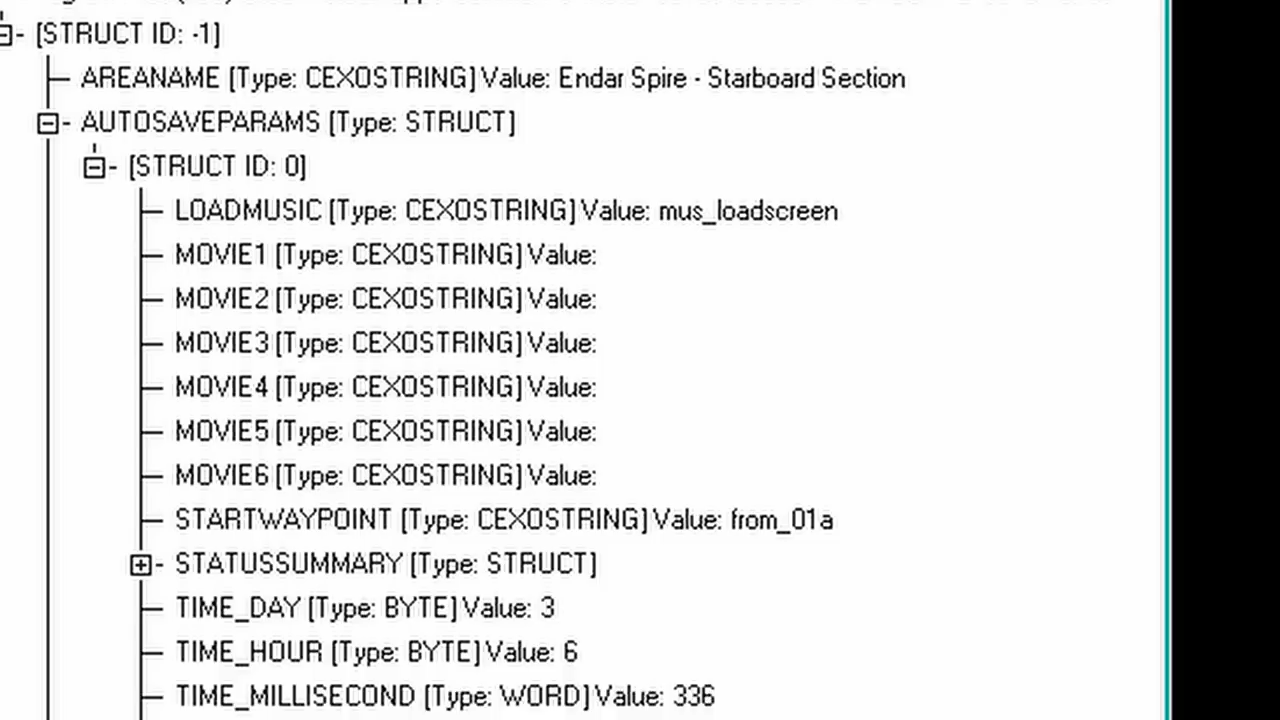 [STRUCT ID: -1]
AREANAME [Type: CEXOSTRING] Value: Endar Spire - Starboard Section
AUTOSAVEPARAMS [Type: STRUCT]
[STRUCT ID: 0]
LOADMUSIC [Type: CEXOSTRING] Value: mus_loadscreen
MOVIE1 [Type: CEXOSTRING] Value:
MOVIE2 [Type: CEXOSTRING] Value:
MOVIE3 [Type: CEXOSTRING] Value:
MOVIE4 [Type: CEXOSTRING] Value:
MOVIE5 [Type: CEXOSTRING] Value:
MOVIE6 [Type: CEXOSTRING] Value:
STARTWAYPOINT [Type: CEXOSTRING] Value: from_01a
STATUSSUMMARY [Type: STRUCT]
TIME_DAY [Type: BYTE] Value: 3
TIME_HOUR [Type: BYTE] Value: 6
TIME_MILLISECOND [Type: WORD] Value: 336